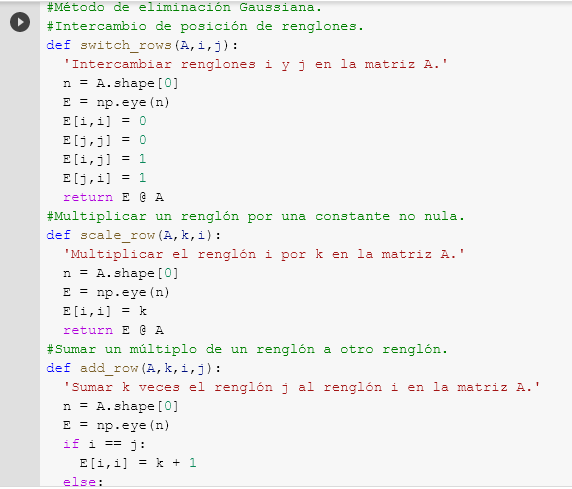 #Método de eliminación Gaussiana.
#Intercambio de posición de renglones.
def switch_rows(A,i,j):
  'Intercambiar renglones i y j en la matriz A.'
  n = A.shape[0]
  E = np.eye(n)
  E[i,i] = 0
  E[j,j] = 0
  E[i,j] = 1
  E[j,i] = 1
  return E @ A
#Multiplicar un renglón por una constante no nula.
def scale_row(A,k,i):
  'Multiplicar el renglón i por k en la matriz A.'
  n = A.shape[0]
  E = np.eye(n)
  E[i,i] = k
  return E @ A
#Sumar un múltiplo de un renglón a otro renglón.
def add_row(A,k,i,j):
  'Sumar k veces el renglón j al renglón i en la matriz A.'
  n = A.shape[0]
  E = np.eye(n)
  if i == j:
    E[i,i] = k + 1
  else: